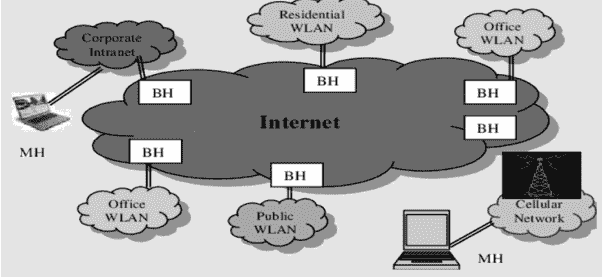 Residential
WLAN
Corporate
Intranet
Office
WLAN
BH
BH
BH
Internet
BH
MH
BH
BH
Office
WLAN
Public
WLAN
Cellular
Network
MH